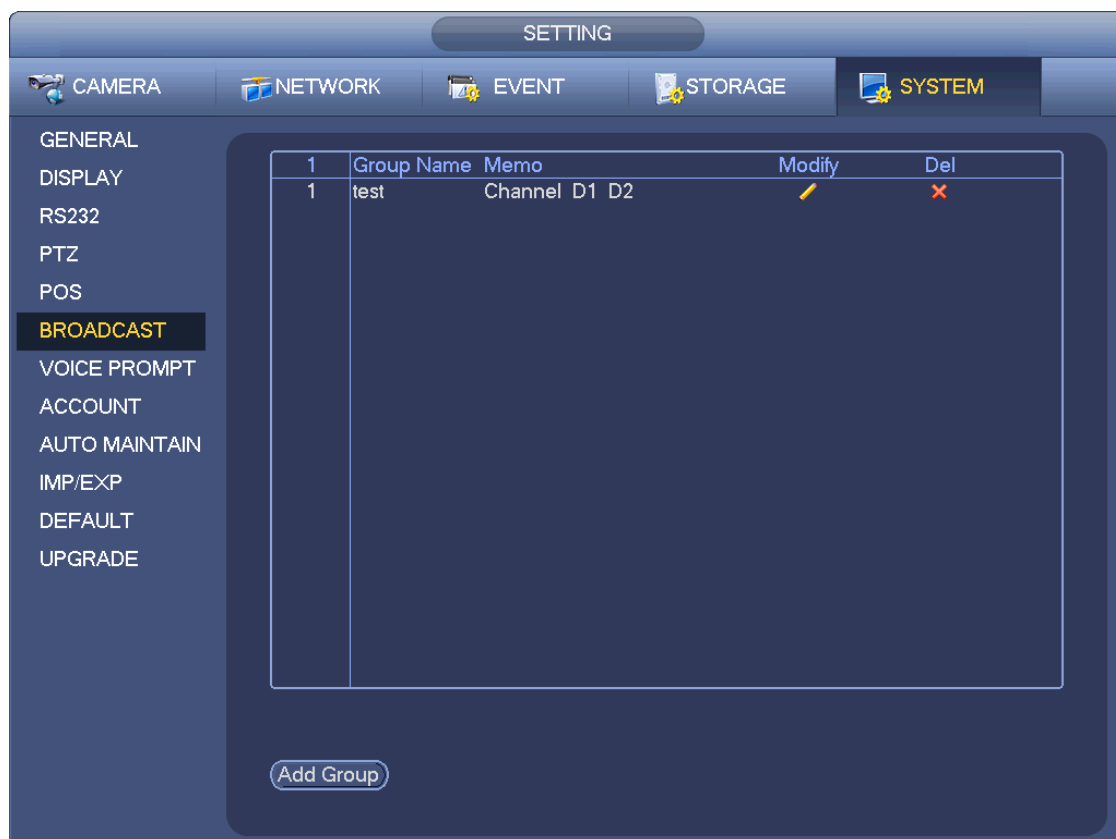 SETTING
CAMERA NETWORK EVENT STORAGE SYSTEM
GENERAL
DISPLAY
RS232
PTZ
POS
BROADCAST
VOICE PROMPT
ACCOUNT
AUTO MAINTAIN
IMP/EXP
DEFAULT
UPGRADE
1 Group Name Memo Modify Del
1 test Channel D1 D2
Add Group